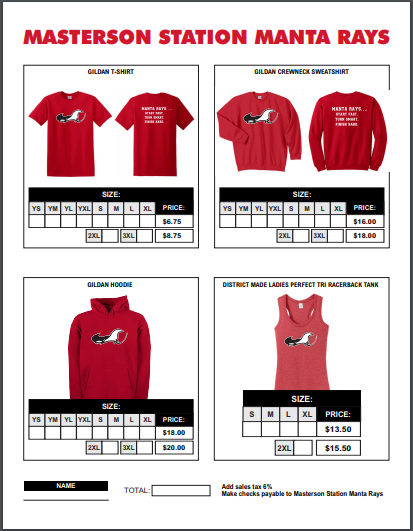 MASTERSON STATION MANTA RAYS
GILDAN T-SHIRT
MANTA RAYS...
START FAST.
TURN SMART.
FINISH HARD.
SIZE:
YS YM YL YXL S M L XL PRICE:
$6.75
2XL 3XL $8.75
GILDAN CREWNECK SWEATSHIRT
MANTA RAYS...
START FAST.
TURN SMART.
FINISH HARD.
SIZE:
YS YM YL YXL S M L XL PRICE:
$16.00
2XL 3XL $18.00
GILDAN HOODIE
SIZE:
YS YM YL YXL S M L XL PRICE:
$18.00
2XL 3XL $20.00
DISTRICT MADE LADIES PERFECT TRI RACERBACK TANK
SIZE:
S M L XL PRICE:
$13.50
2XL $15.50
NAME
TOTAL:
Add sales tax 6%
Make checks payable to Masterson Station Manta Rays